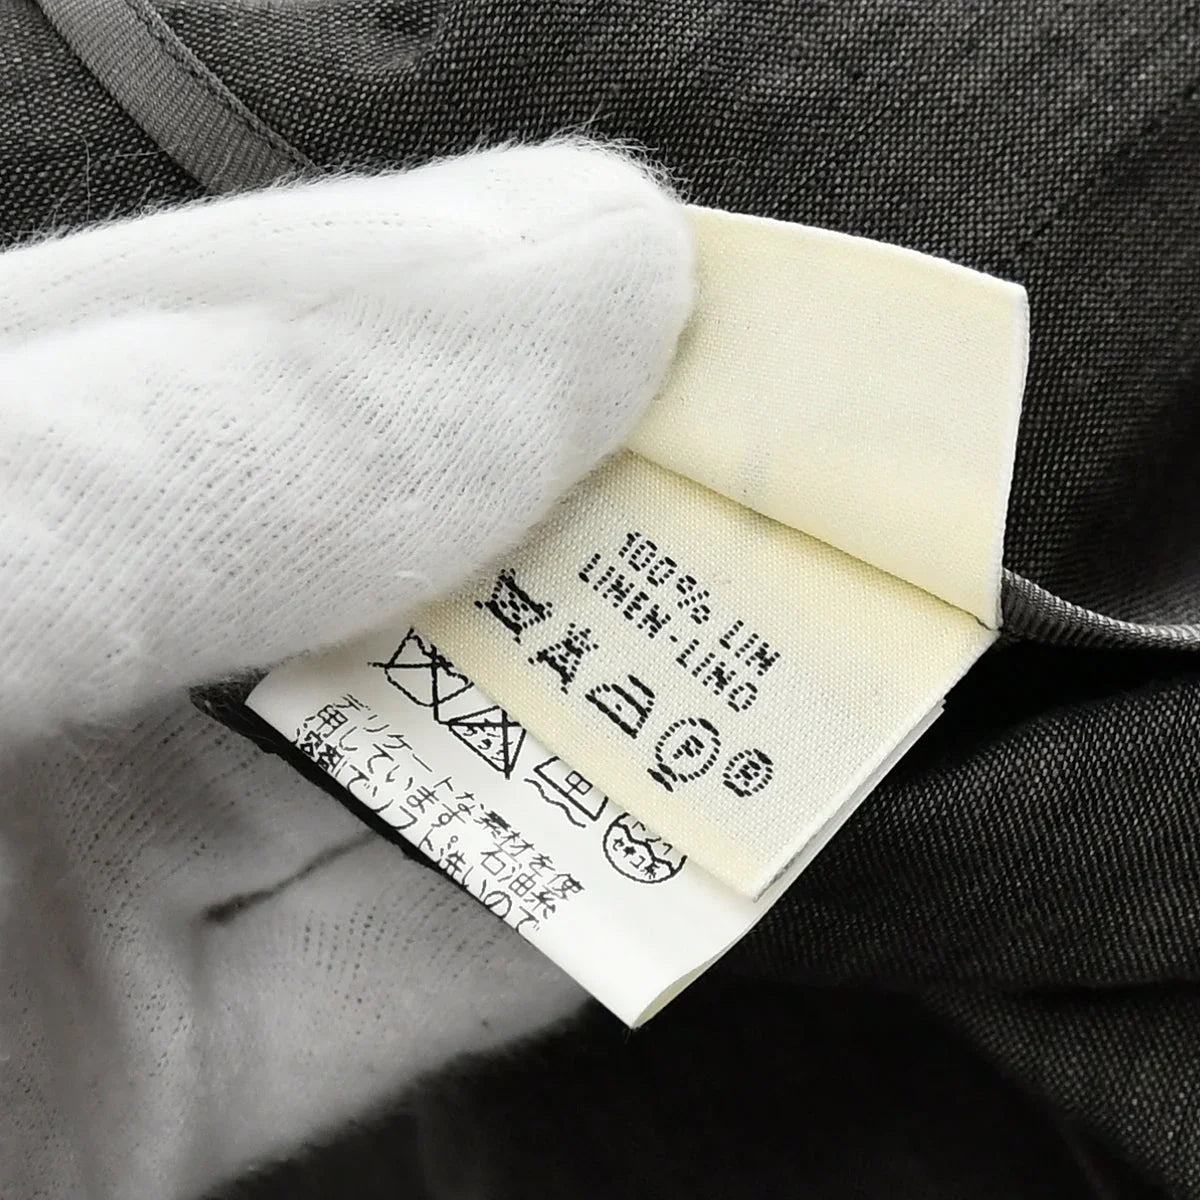 100% LIN
LINEN-LINO
P
W
デリケートな素材を使
用しています。石油系
溶剤でソフト洗いので